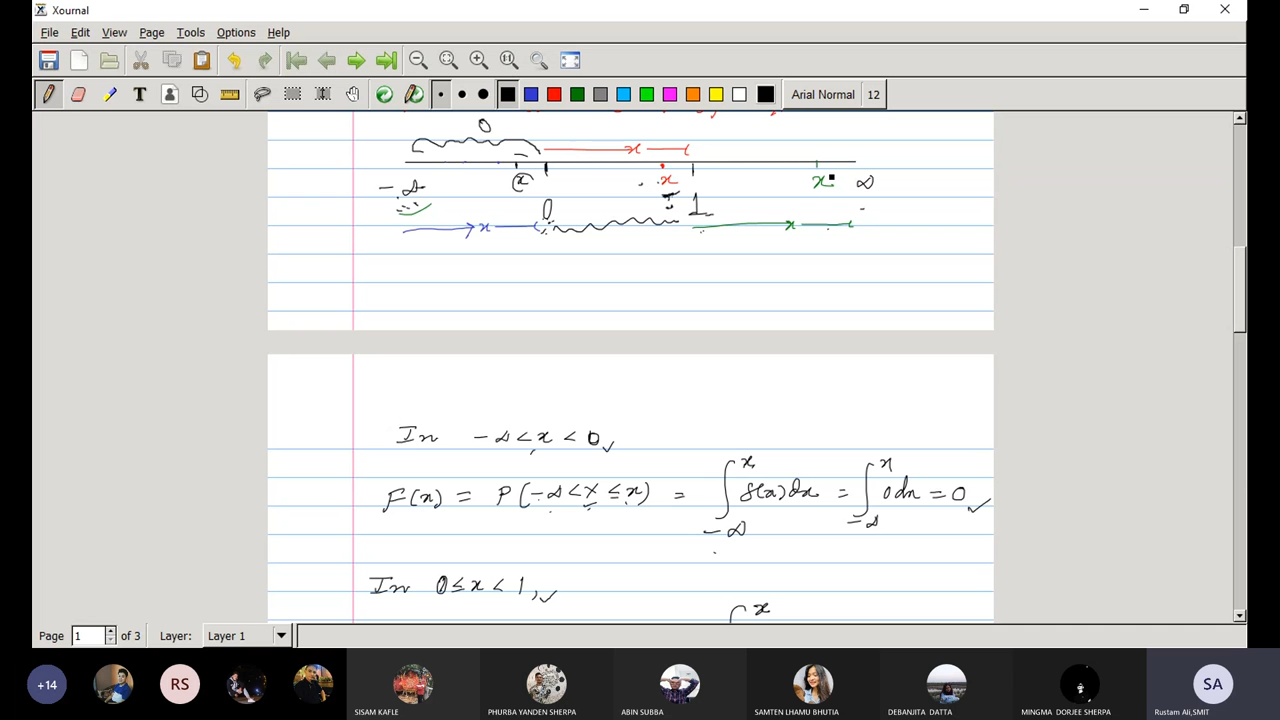 Xournal
File Edit View Page Tools Options Help
Arial Normal 12
0
x
x x x ∞
- ∞
0 1
x x
In -∞ < x < 0
F(x) = P(-∞ < X ≤ x) = ∫_{-∞}^{x} f(x)dx = ∫_{-∞}^{x} 0dx = 0
In 0 ≤ x < 1,
∫ x
Page 1 of 3 Layer: Layer 1
+14 RS SA
SISAM KAFLE PHURBA YANDEN SHERPA ABIN SUBBA SAMTEN LHAMU BHUTIA DEBANJITA DATTA MINGMA DORJEE SHERPA Rustam Ali,SMIT